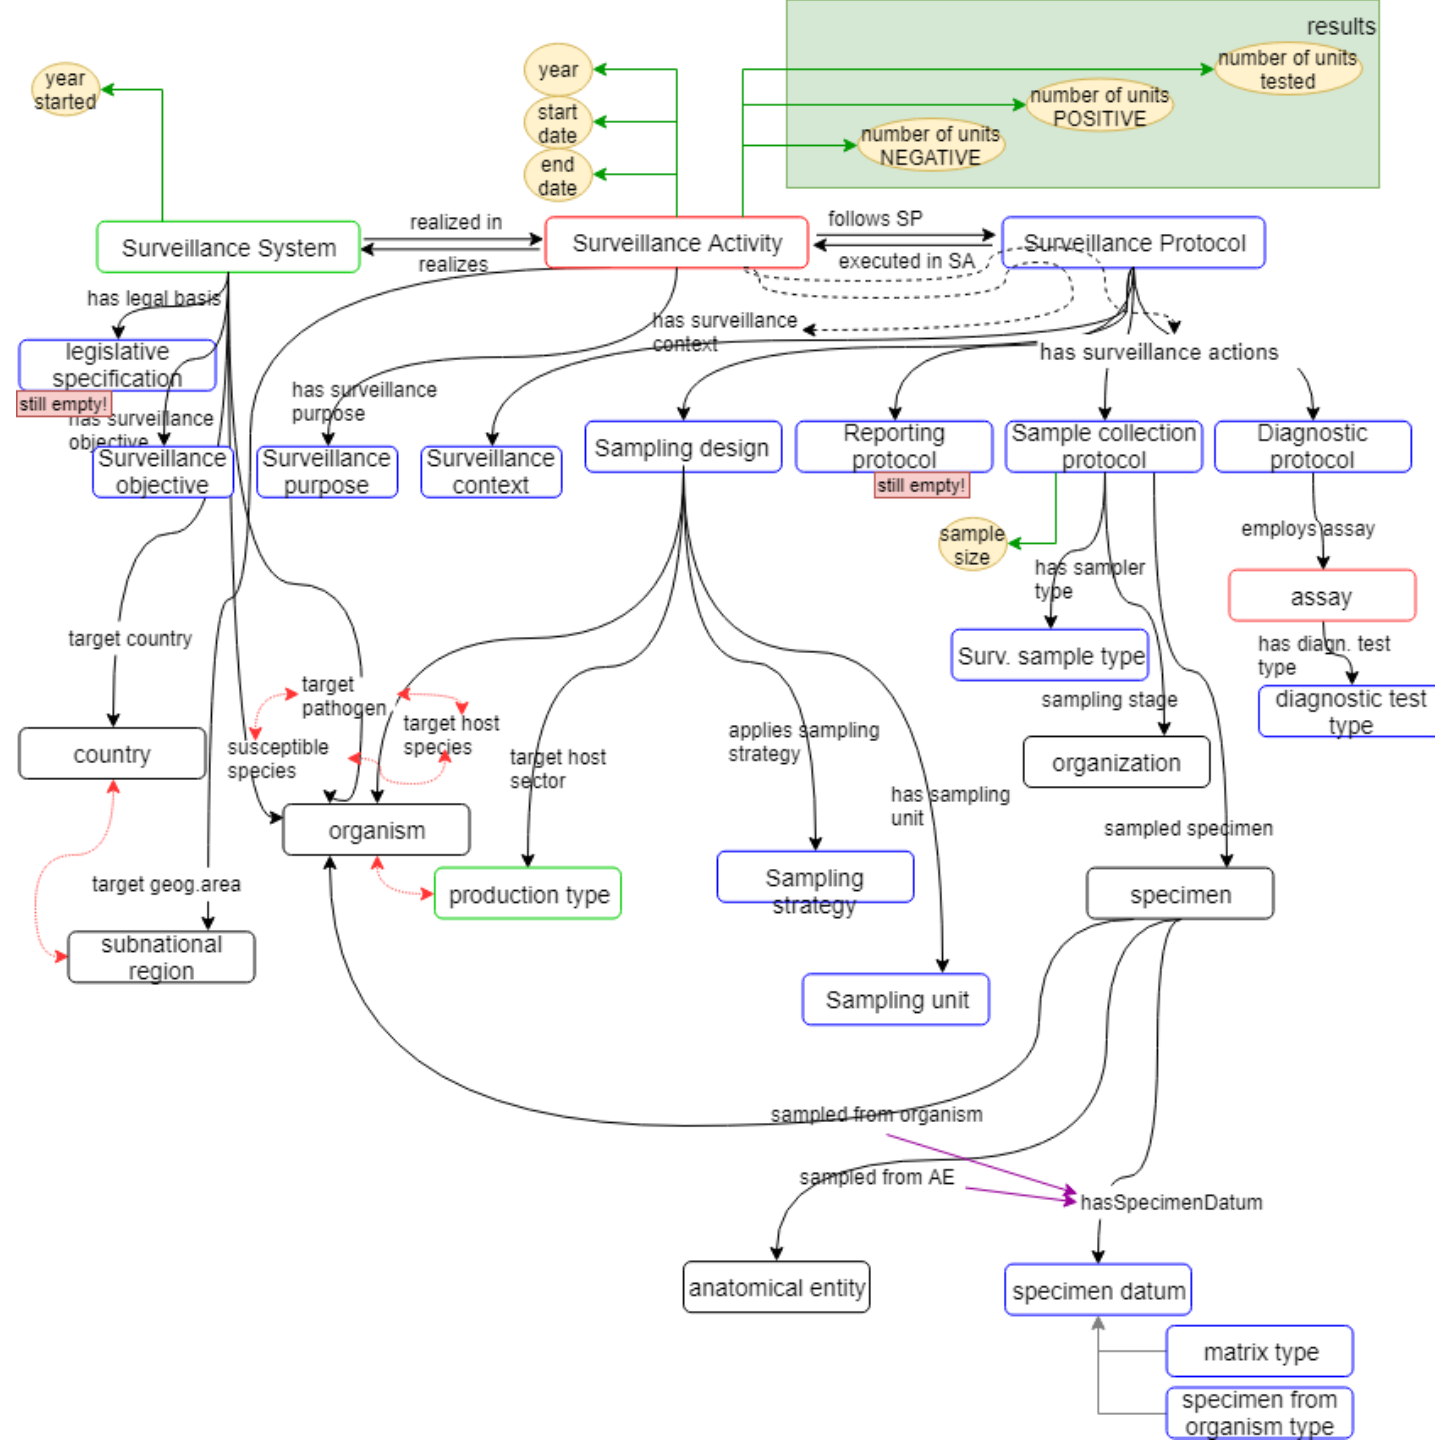 results
number of units
tested
year
started
year
number of units
POSITIVE
start
date
number of units
NEGATIVE
end
date
realized in
follows SP
Surveillance System
Surveillance Activity
Surveillance Protocol
realizes
executed in SA
has legal basis
has surveillance
context
legislative
specification
has surveillance actions
still empty!
has surveillance
purpose
has surveillance
objective
Surveillance
objective
Surveillance
purpose
Surveillance
context
Sampling design
Reporting
protocol
still empty!
Sample collection
protocol
Diagnostic
protocol
sample
size
employs assay
has sampler
type
assay
target country
Surv. sample type
has diagn. test
type
target
pathogen
sampling stage
diagnostic test
type
target host
species
susceptible
species
country
target host
sector
applies sampling
strategy
organization
has sampling
unit
organism
sampled specimen
target geog.area
production type
Sampling
strategy
specimen
subnational
region
Sampling unit
sampled from organism
sampled from AE
hasSpecimenDatum
anatomical entity
specimen datum
matrix type
specimen from
organism type